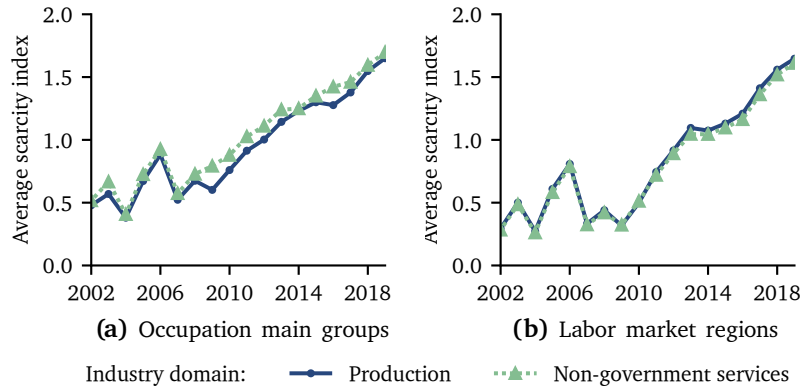 Average scarcity index
2.0
1.5
1.0
0.5
0.0
2002 2006 2010 2014 2018
(a) Occupation main groups
Average scarcity index
2.0
1.5
1.0
0.5
0.0
2002 2006 2010 2014 2018
(b) Labor market regions
Industry domain: Production Non-government services